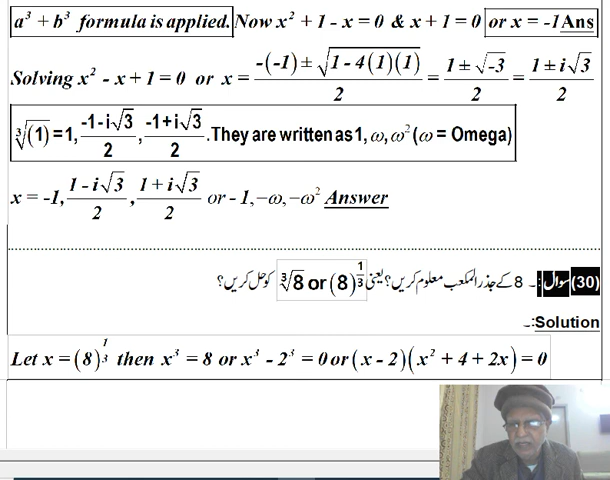 a³ + b³ formula is applied. Now x² + 1 - x = 0 & x + 1 = 0 or x = -1 Ans
Solving x² - x + 1 = 0 or x = (-(-1) ± √(1 - 4(1)(1)))/2 = (1 ± √-3)/2 = (1 ± i√3)/2
∛(1) = 1, (-1 - i√3)/2, (-1 + i√3)/2 . They are written as 1, ω, ω² (ω = Omega)
x = -1, (1 - i√3)/2, (1 + i√3)/2 or - 1, -ω, -ω² Answer
(30) سوال:۔ 8 کے جذر المکعب معلوم کریں؟ یعنی ∛8 or (8)^(1/3) کو حل کریں؟
Solution:۔
Let x = (8)^(1/3) then x³ = 8 or x³ - 2³ = 0 or (x - 2)(x² + 4 + 2x) = 0